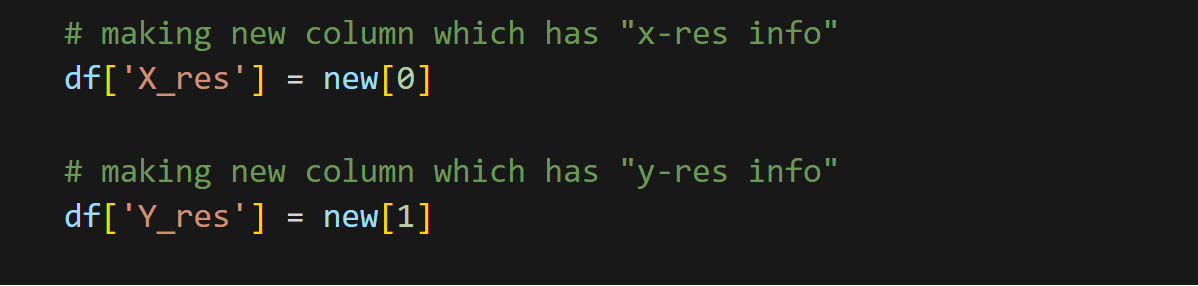 # making new column which has "x-res info"
df['X_res'] = new[0]
# making new column which has "y-res info"
df['Y_res'] = new[1]